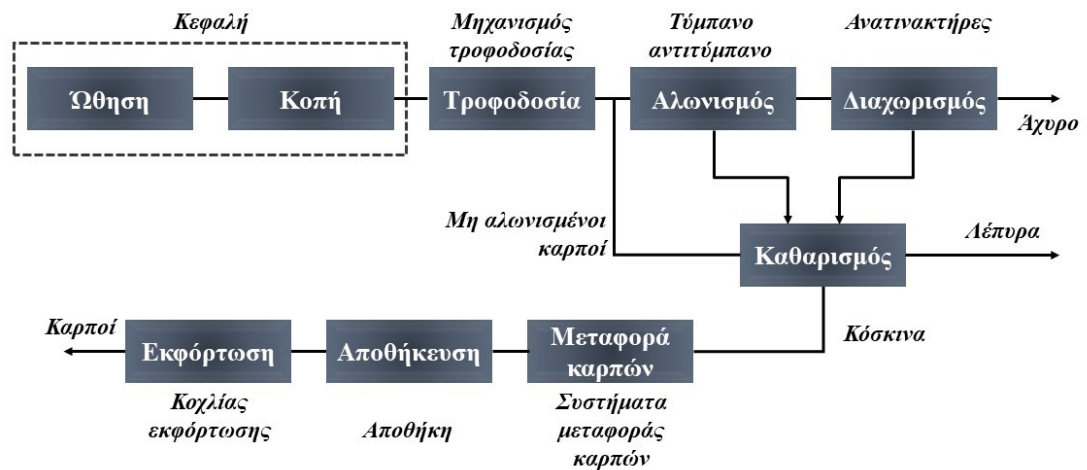 Κεφαλή
Μηχανισμός
τροφοδοσίας
Τύμπανο
αντιτύμπανο
Ανατινακτήρες
Ώθηση
Κοπή
Τροφοδοσία
Αλωνισμός
Διαχωρισμός
Άχυρο
Μη αλωνισμένοι
καρποί
Καθαρισμός
Λέπυρα
Κόσκινα
Καρποί
Εκφόρτωση
Αποθήκευση
Μεταφορά
καρπών
Κοχλίας
εκφόρτωσης
Αποθήκη
Συστήματα
μεταφοράς
καρπών